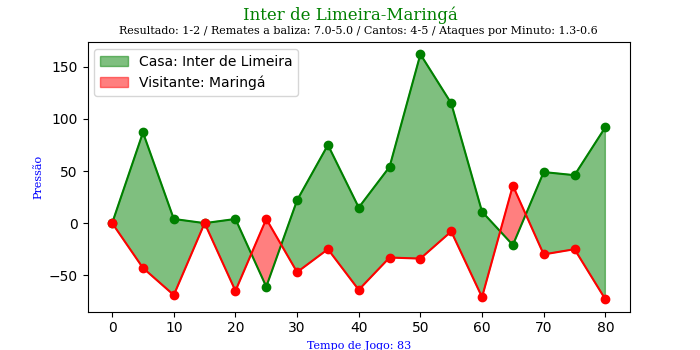 Inter de Limeira-Maringá
Resultado: 1-2 / Remates a baliza: 7.0-5.0 / Cantos: 4-5 / Ataques por Minuto: 1.3-0.6
Casa: Inter de Limeira
Visitante: Maringá
150
100
50
0
−50
Pressão
0 10 20 30 40 50 60 70 80
Tempo de Jogo: 83